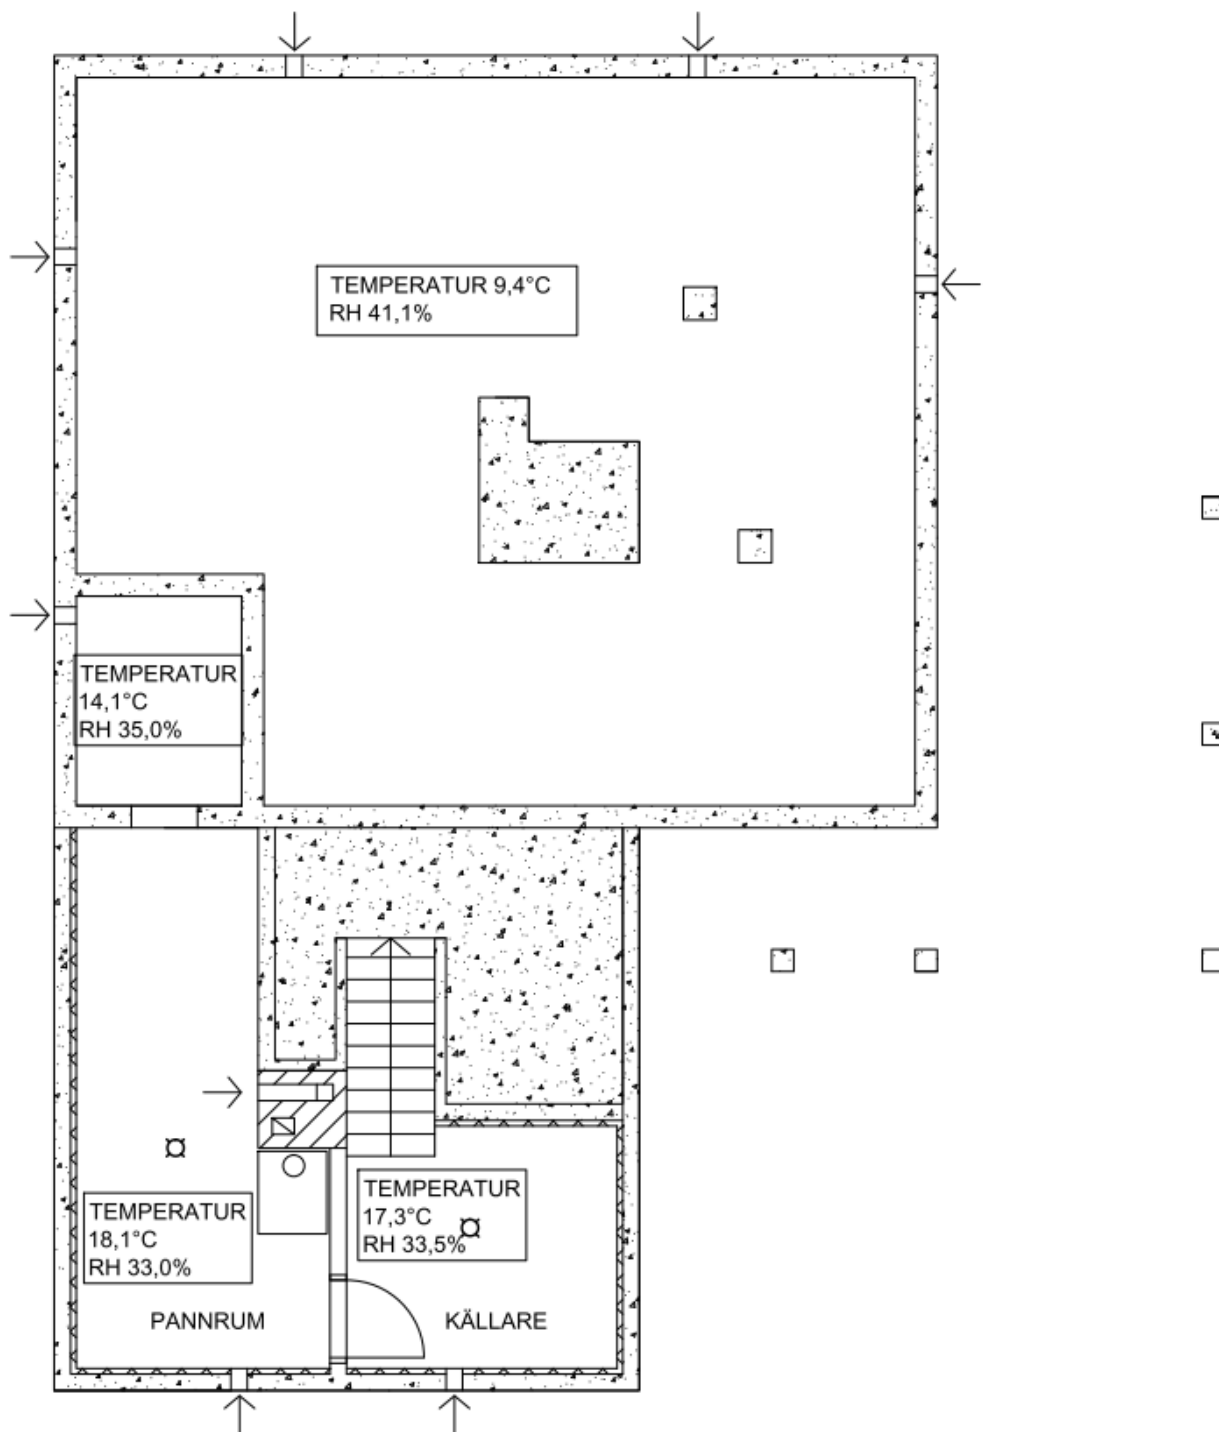 TEMPERATUR 9,4°C
RH 41,1%
TEMPERATUR
14,1°C
RH 35,0%
TEMPERATUR
18,1°C
RH 33,0%
TEMPERATUR
17,3°C
RH 33,5%
PANNRUM
KÄLLARE